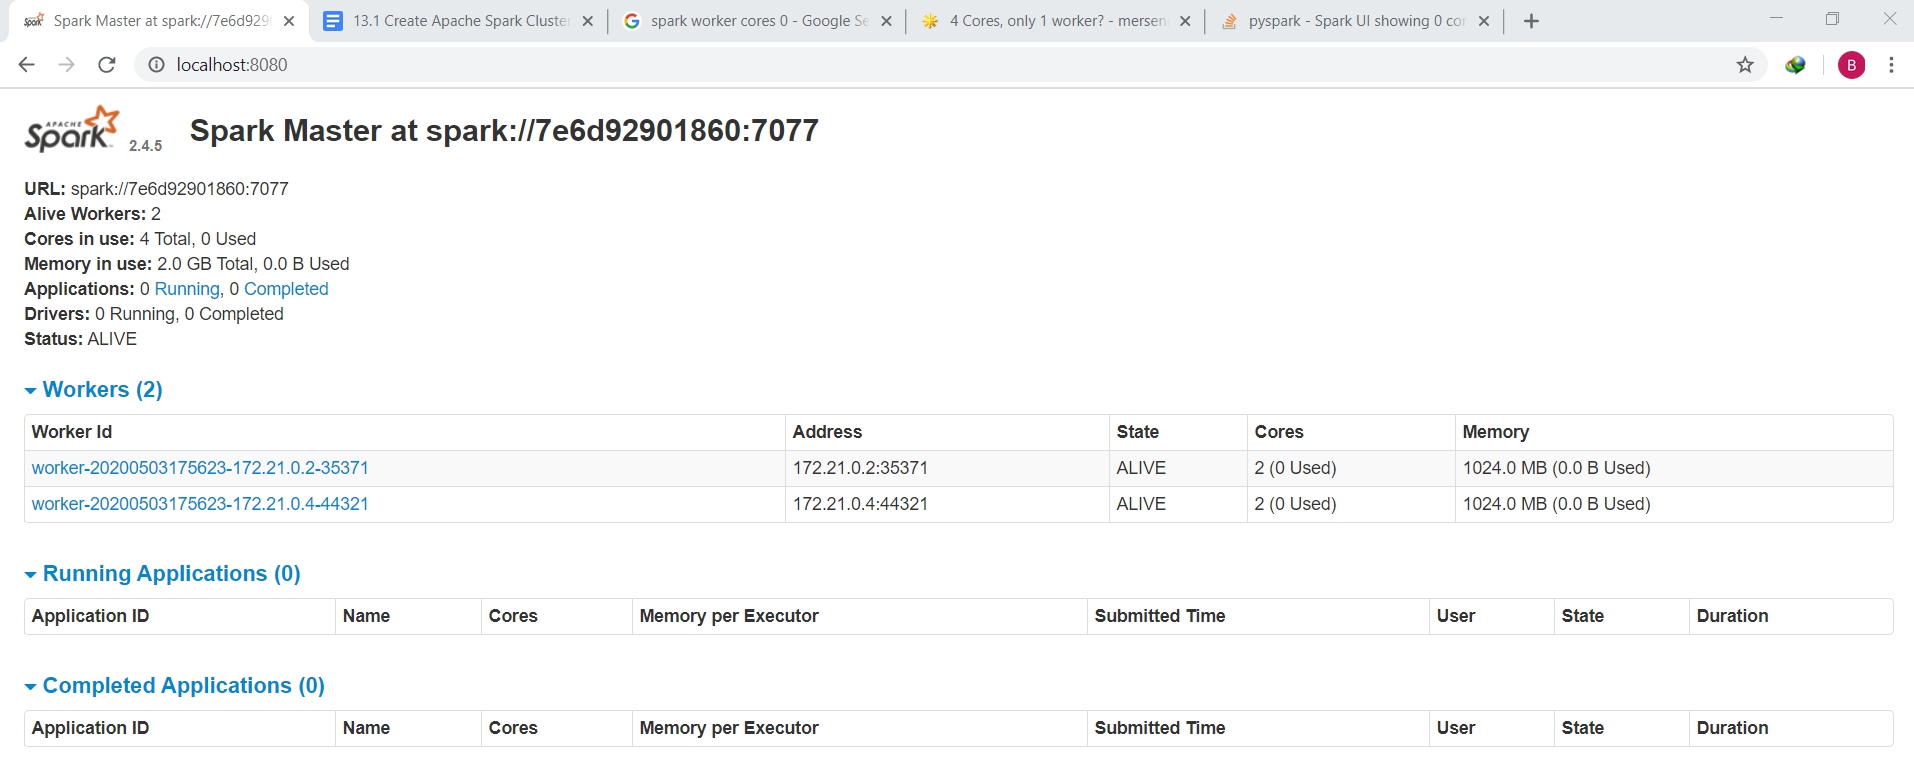 Spark Master at spark://7e6d929
13.1 Create Apache Spark Cluster
spark worker cores 0 - Google Se
4 Cores, only 1 worker? - mersen
pyspark - Spark UI showing 0 cor
localhost:8080
B
APACHE
Spark 2.4.5
Spark Master at spark://7e6d92901860:7077
URL: spark://7e6d92901860:7077
Alive Workers: 2
Cores in use: 4 Total, 0 Used
Memory in use: 2.0 GB Total, 0.0 B Used
Applications: 0 Running, 0 Completed
Drivers: 0 Running, 0 Completed
Status: ALIVE
Workers (2)
Worker Id Address State Cores Memory
worker-20200503175623-172.21.0.2-35371 172.21.0.2:35371 ALIVE 2 (0 Used) 1024.0 MB (0.0 B Used)
worker-20200503175623-172.21.0.4-44321 172.21.0.4:44321 ALIVE 2 (0 Used) 1024.0 MB (0.0 B Used)
Running Applications (0)
Application ID Name Cores Memory per Executor Submitted Time User State Duration
Completed Applications (0)
Application ID Name Cores Memory per Executor Submitted Time User State Duration